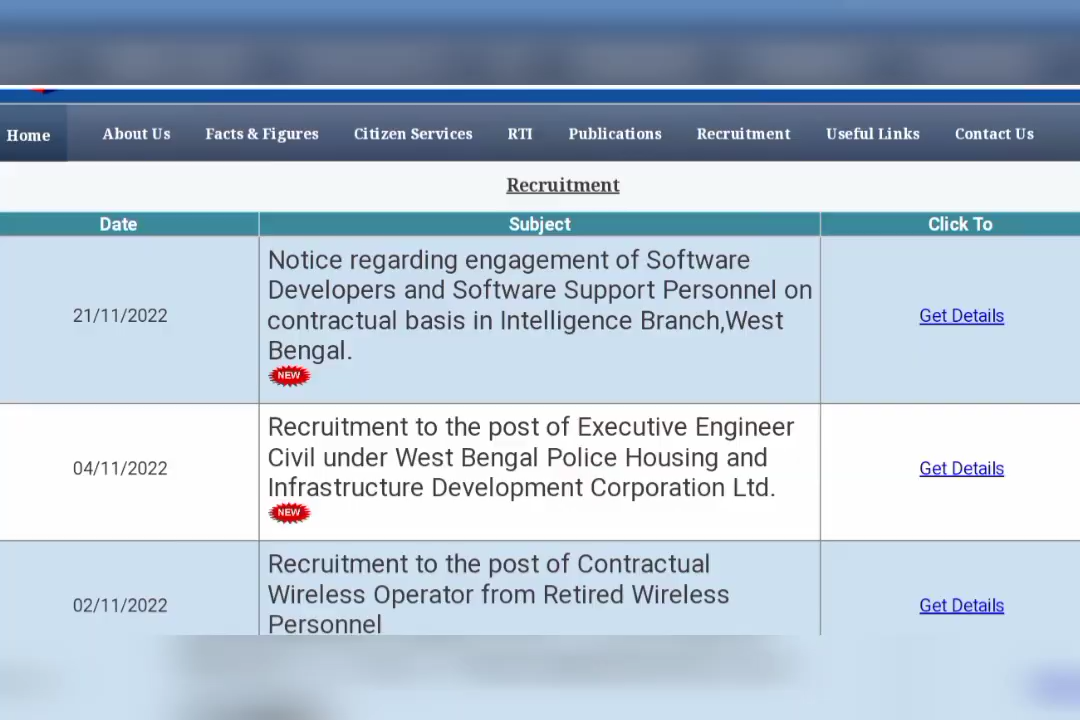 Home About Us Facts & Figures Citizen Services RTI Publications Recruitment Useful Links Contact Us
Recruitment
Date Subject Click To
21/11/2022
Notice regarding engagement of Software
Developers and Software Support Personnel on
contractual basis in Intelligence Branch,West
Bengal.
NEW
Get Details
04/11/2022
Recruitment to the post of Executive Engineer
Civil under West Bengal Police Housing and
Infrastructure Development Corporation Ltd.
NEW
Get Details
02/11/2022
Recruitment to the post of Contractual
Wireless Operator from Retired Wireless
Personnel
Get Details